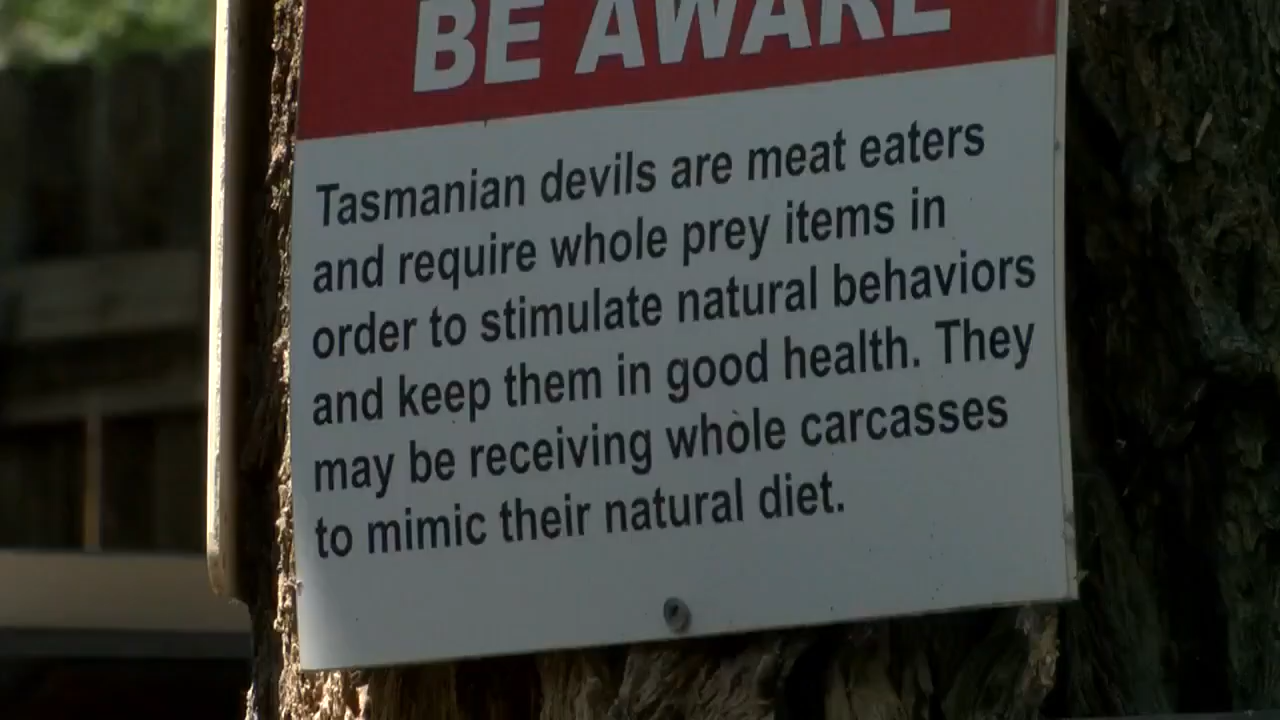 BE AWARE
Tasmanian devils are meat eaters
and require whole prey items in
order to stimulate natural behaviors
and keep them in good health. They
may be receiving whole carcasses
to mimic their natural diet.